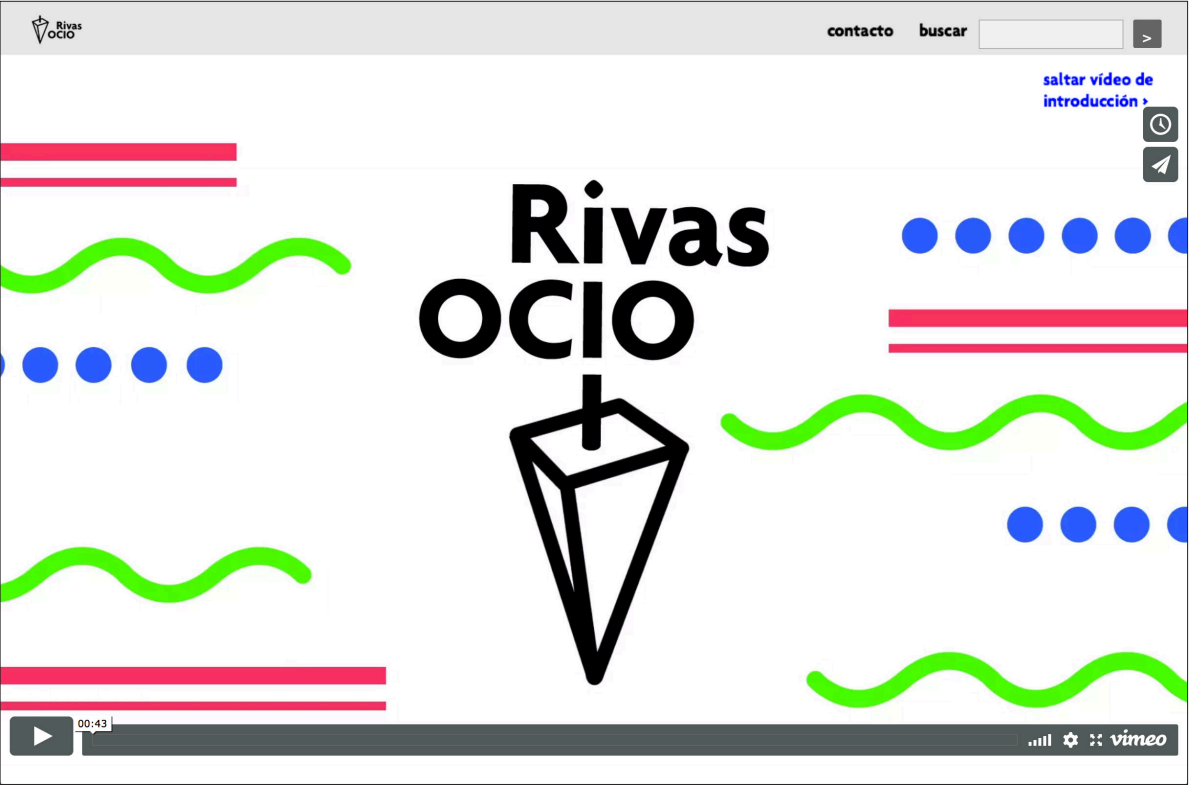 Rivas
OCIO
contacto
buscar
>
saltar vídeo de
introducción ›
Rivas
OCIO
00:43
vimeo